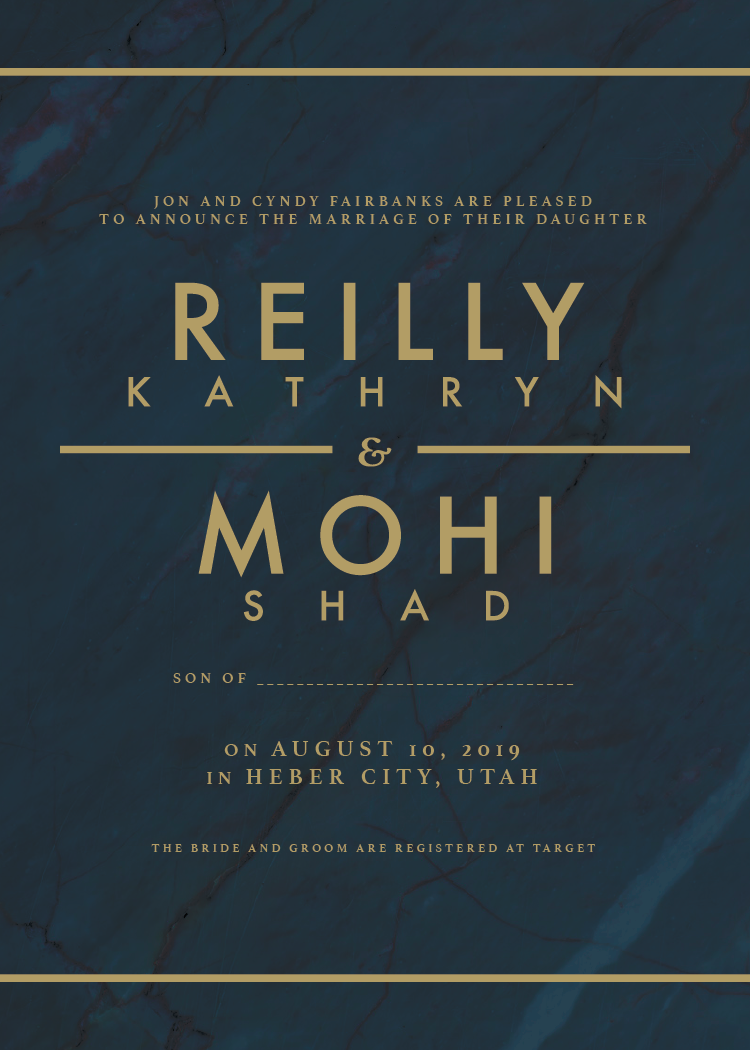 JON AND CYNDY FAIRBANKS ARE PLEASED
TO ANNOUNCE THE MARRIAGE OF THEIR DAUGHTER
REILLY
KATHRYN
&
MOHI
SHAD
SON OF ________________________________
ON AUGUST 10, 2019
IN HEBER CITY, UTAH
THE BRIDE AND GROOM ARE REGISTERED AT TARGET